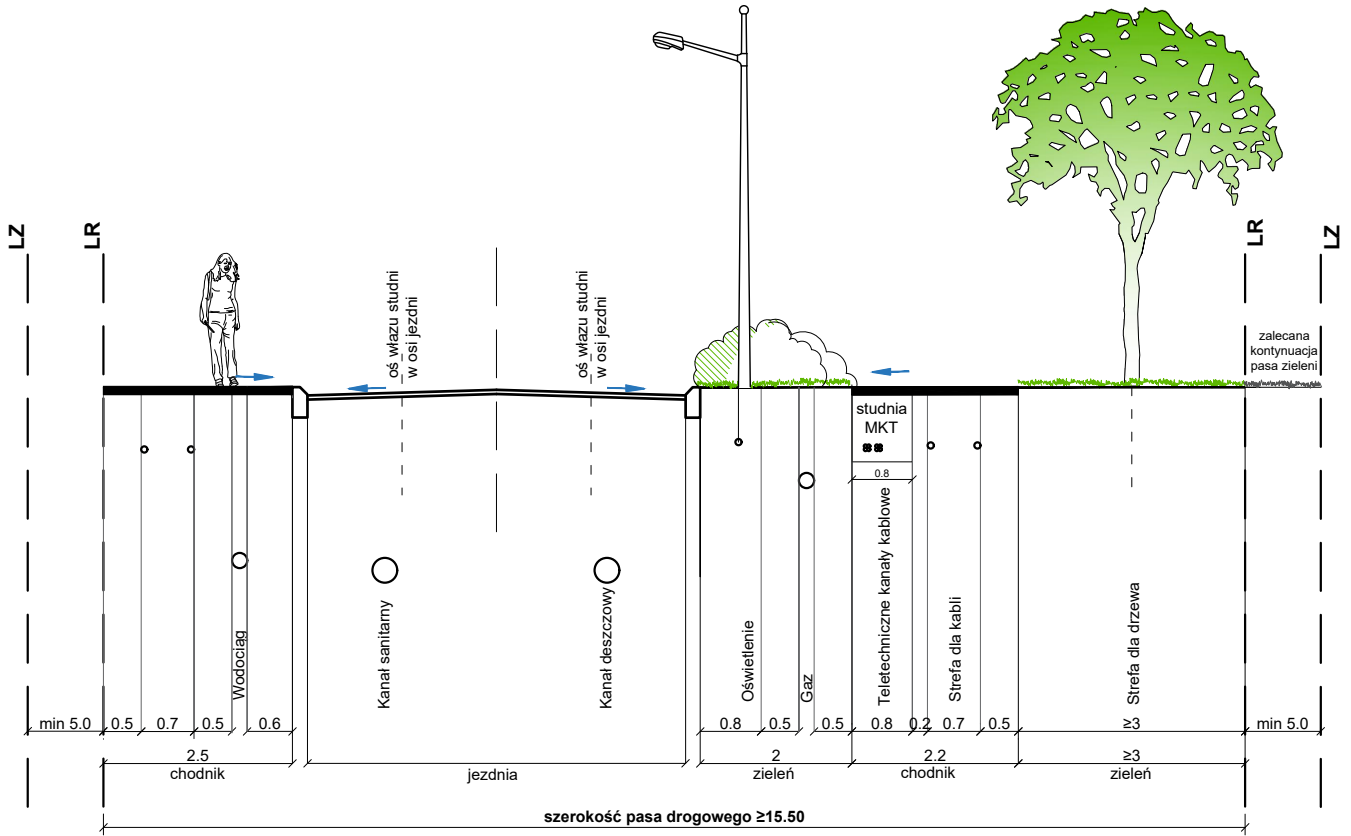 LZ
LR
oś włazu studni
w osi jezdni
oś włazu studni
w osi jezdni
LR
LZ
zalecana
kontynuacja
pasa zieleni
studnia
MKT
0.8
Wodociąg
Kanał sanitarny
Kanał deszczowy
Oświetlenie
Gaz
Teletechniczne kanały kablowe
Strefa dla kabli
Strefa dla drzewa
min 5.0 0.5 0.7 0.5 0.6 0.8 0.5 0.5 0.8 0.2 0.7 0.5 ≥3 min 5.0
2.5 2 2.2 ≥3
chodnik jezdnia zieleń chodnik zieleń
szerokość pasa drogowego ≥15.50